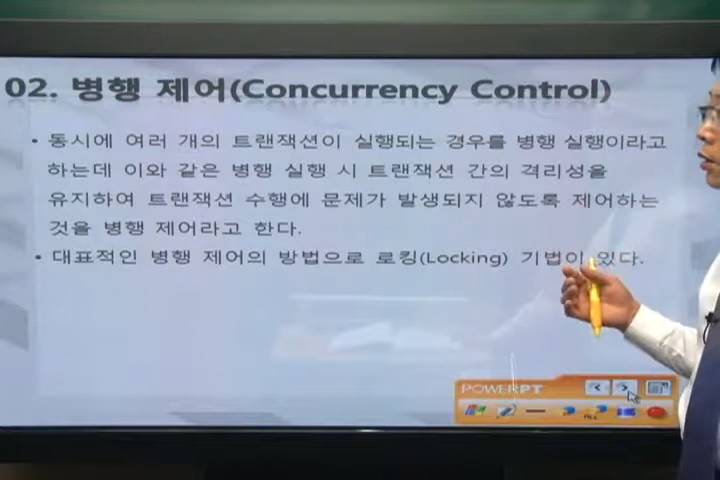 02. 병행 제어(Concurrency Control)
• 동시에 여러 개의 트랜잭션이 실행되는 경우를 병행 실행이라고
하는데 이와 같은 병행 실행 시 트랜잭션 간의 격리성을
유지하여 트랜잭션 수행에 문제가 발생되지 않도록 제어하는
것을 병행 제어라고 한다.
• 대표적인 병행 제어의 방법으로 로킹(Locking) 기법이 있다.
POWERPT
ALL